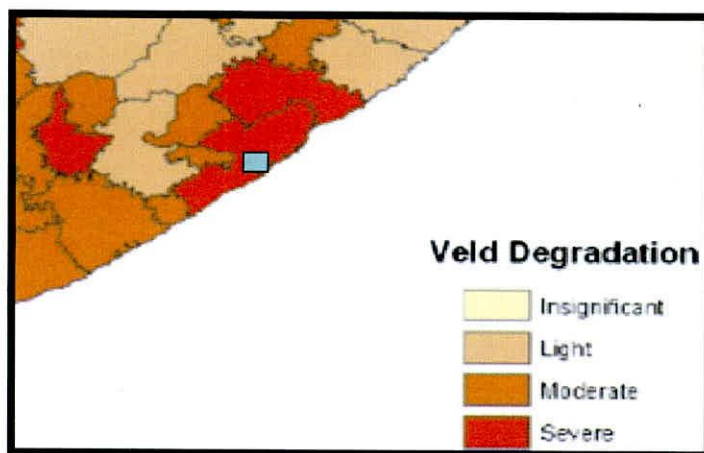 Veld Degradation
Insignificant
Light
Moderate
Severe